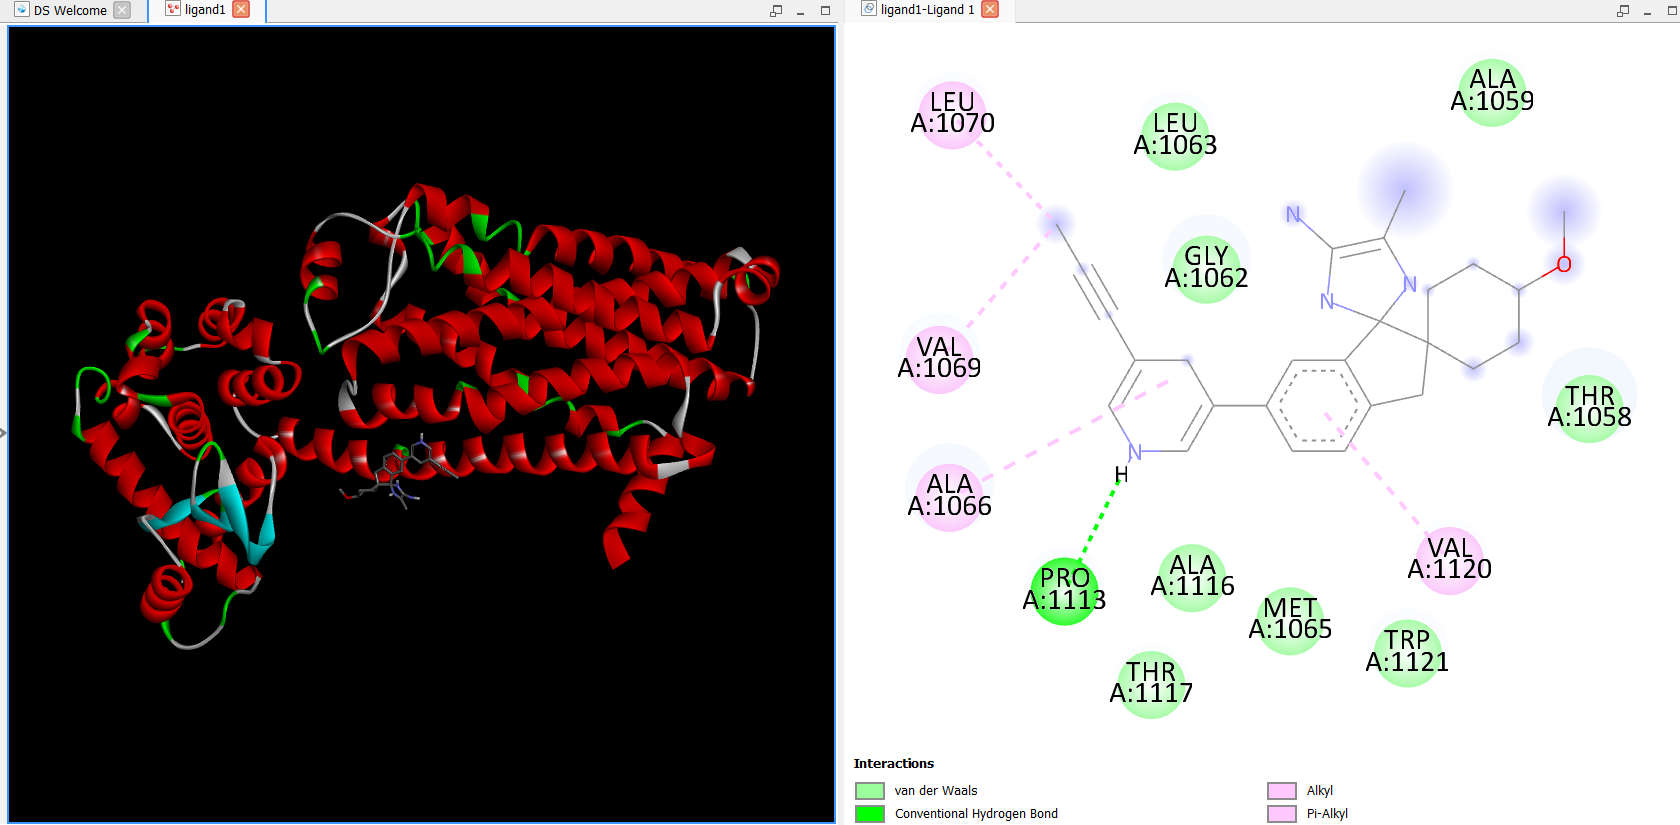 DS Welcome
ligand1
ligand1-Ligand 1
LEU
A:1070
LEU
A:1063
ALA
A:1059
GLY
A:1062
N
N
N
O
VAL
A:1069
THR
A:1058
ALA
A:1066
N
H
PRO
A:1113
ALA
A:1116
VAL
A:1120
MET
A:1065
TRP
A:1121
THR
A:1117
Interactions
van der Waals
Conventional Hydrogen Bond
Alkyl
Pi-Alkyl